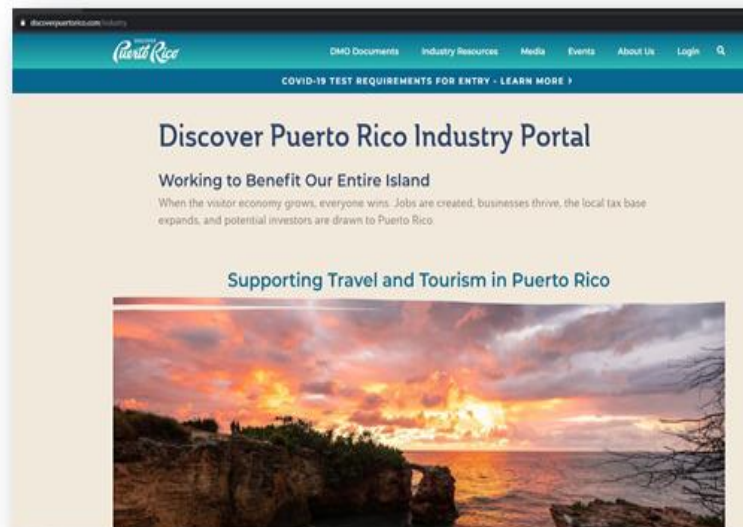 discoverpuertorico.com/industry
DISCOVER
Puerto Rico
DMO Documents Industry Resources Media Events About Us Login
COVID-19 TEST REQUIREMENTS FOR ENTRY - LEARN MORE ›
Discover Puerto Rico Industry Portal
Working to Benefit Our Entire Island
When the visitor economy grows, everyone wins. Jobs are created, businesses thrive, the local tax base
expands, and potential investors are drawn to Puerto Rico.
Supporting Travel and Tourism in Puerto Rico